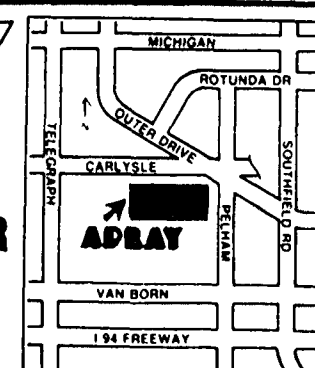 MICHIGAN
ROTUNDA DR
OUTER DRIVE
TELEGRAPH
CARLYSLE
SOUTHFIELD RD
PELHAM
ADRAY
VAN BORN
I 94 FREEWAY